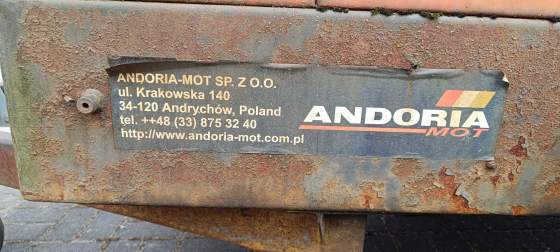 ANDORIA-MOT SP. Z O.O.
ul. Krakowska 140
34-120 Andrychów, Poland
tel. ++48 (33) 875 32 40
http://www.andoria-mot.com.pl
ANDORIA
MOT